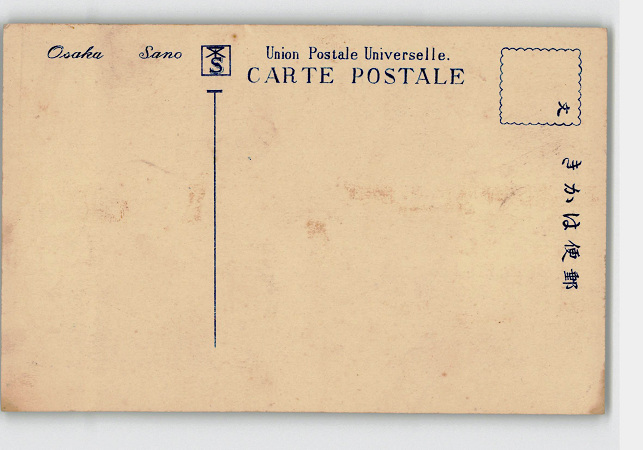 Osaka Sano
S
Union Postale Universelle.
CARTE POSTALE
きかは便郵